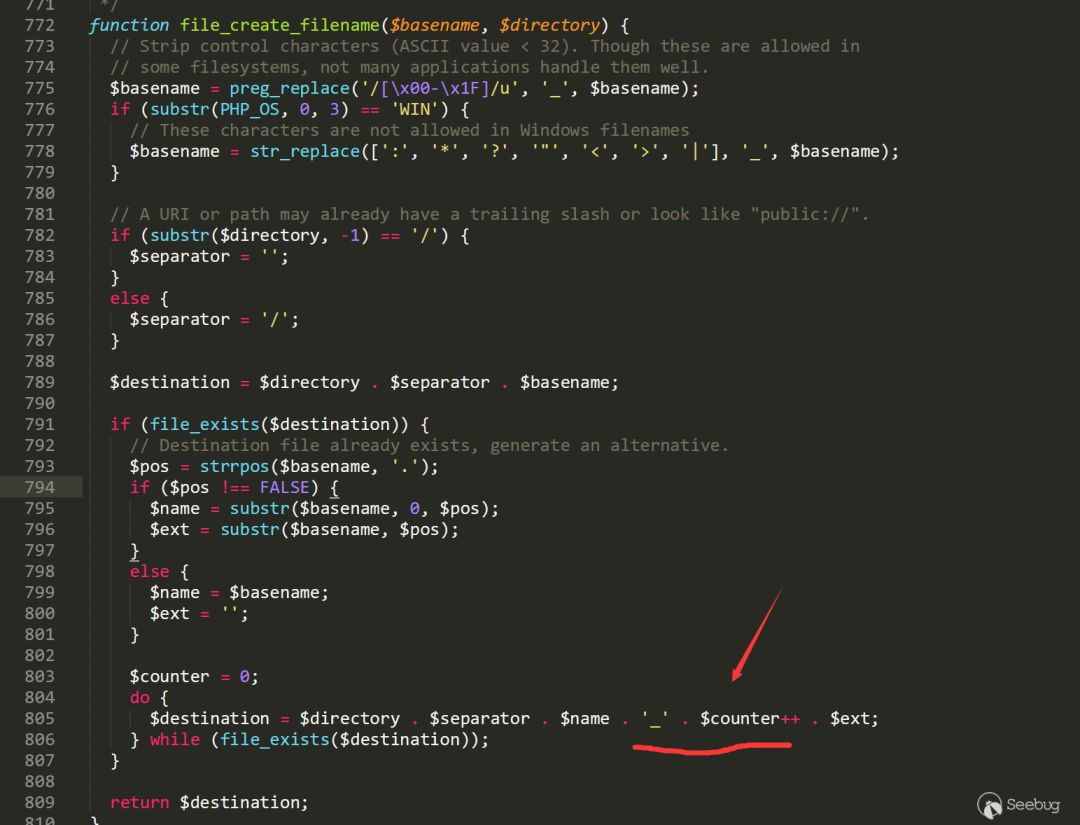 771 */
772 function file_create_filename($basename, $directory) {
773 // Strip control characters (ASCII value < 32). Though these are allowed in
774 // some filesystems, not many applications handle them well.
775 $basename = preg_replace('/[\x00-\x1F]/u', '_', $basename);
776 if (substr(PHP_OS, 0, 3) == 'WIN') {
777 // These characters are not allowed in Windows filenames
778 $basename = str_replace([':', '*', '?', '"', '<', '>', '|'], '_', $basename);
779 }
780
781 // A URI or path may already have a trailing slash or look like "public://".
782 if (substr($directory, -1) == '/') {
783 $separator = '';
784 }
785 else {
786 $separator = '/';
787 }
788
789 $destination = $directory . $separator . $basename;
790
791 if (file_exists($destination)) {
792 // Destination file already exists, generate an alternative.
793 $pos = strrpos($basename, '.');
794 if ($pos !== FALSE) {
795 $name = substr($basename, 0, $pos);
796 $ext = substr($basename, $pos);
797 }
798 else {
799 $name = $basename;
800 $ext = '';
801 }
802
803 $counter = 0;
804 do {
805 $destination = $directory . $separator . $name . '_' . $counter++ . $ext;
806 } while (file_exists($destination));
807 }
808
809 return $destination;
810 }
Seebug